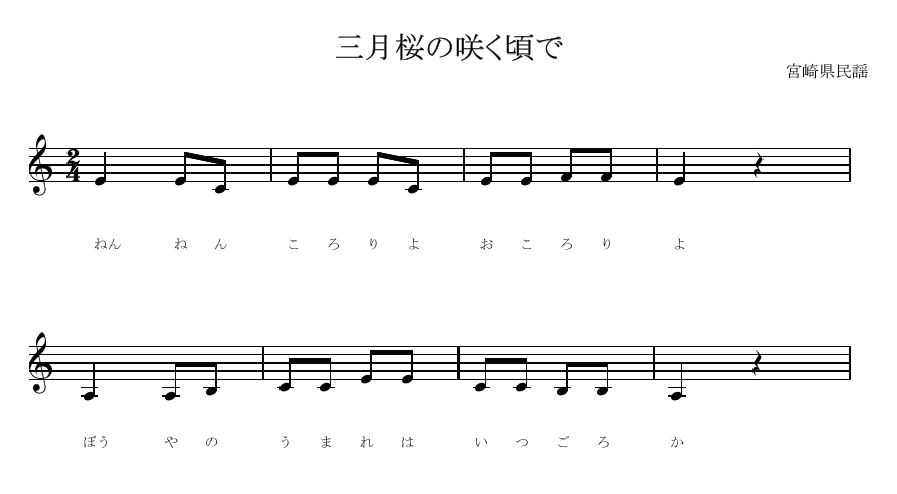 三月桜の咲く頃で
宮崎県民謡
2
4
ねん ね ん こ ろ り よ お こ ろ り よ
ぼう や の う ま れ は い つ ご ろ か